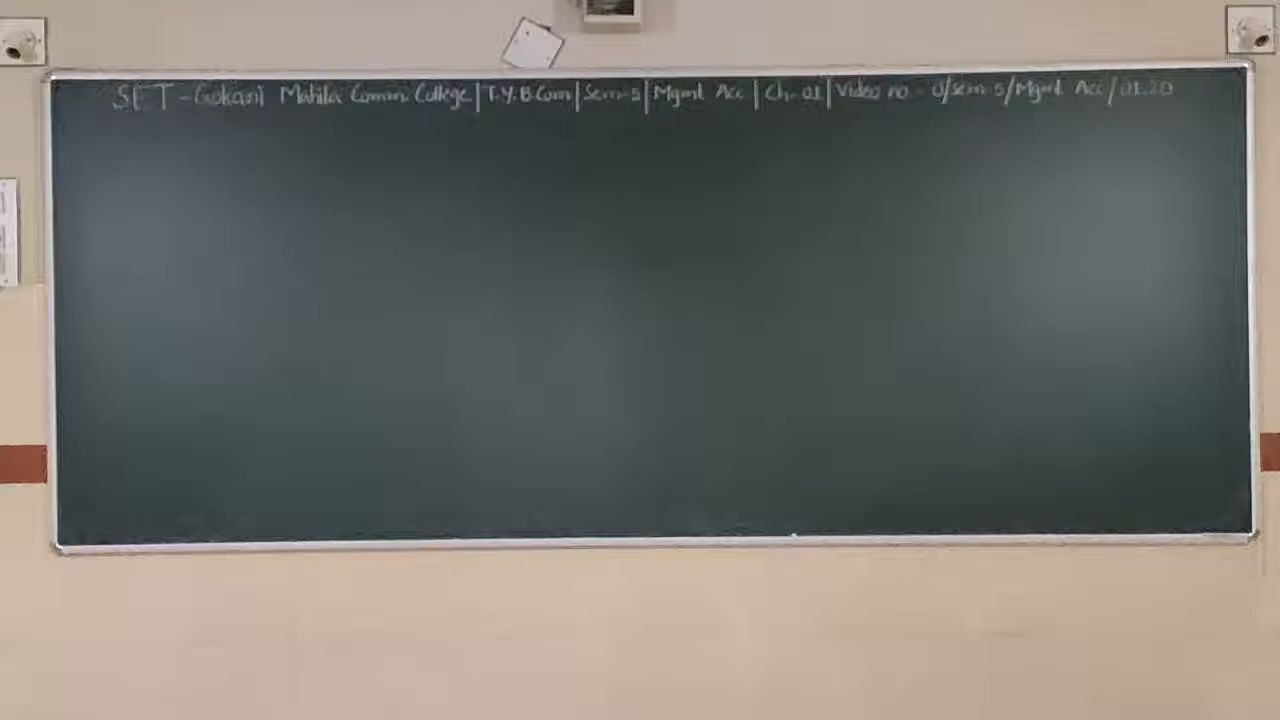 SET - Gokani Mahila Comm. College | T.Y.B.Com | Sem-5 | Mgmt Acc | Ch-01 | Video no - 0/Sem 5/Mgmt Acc/01.20